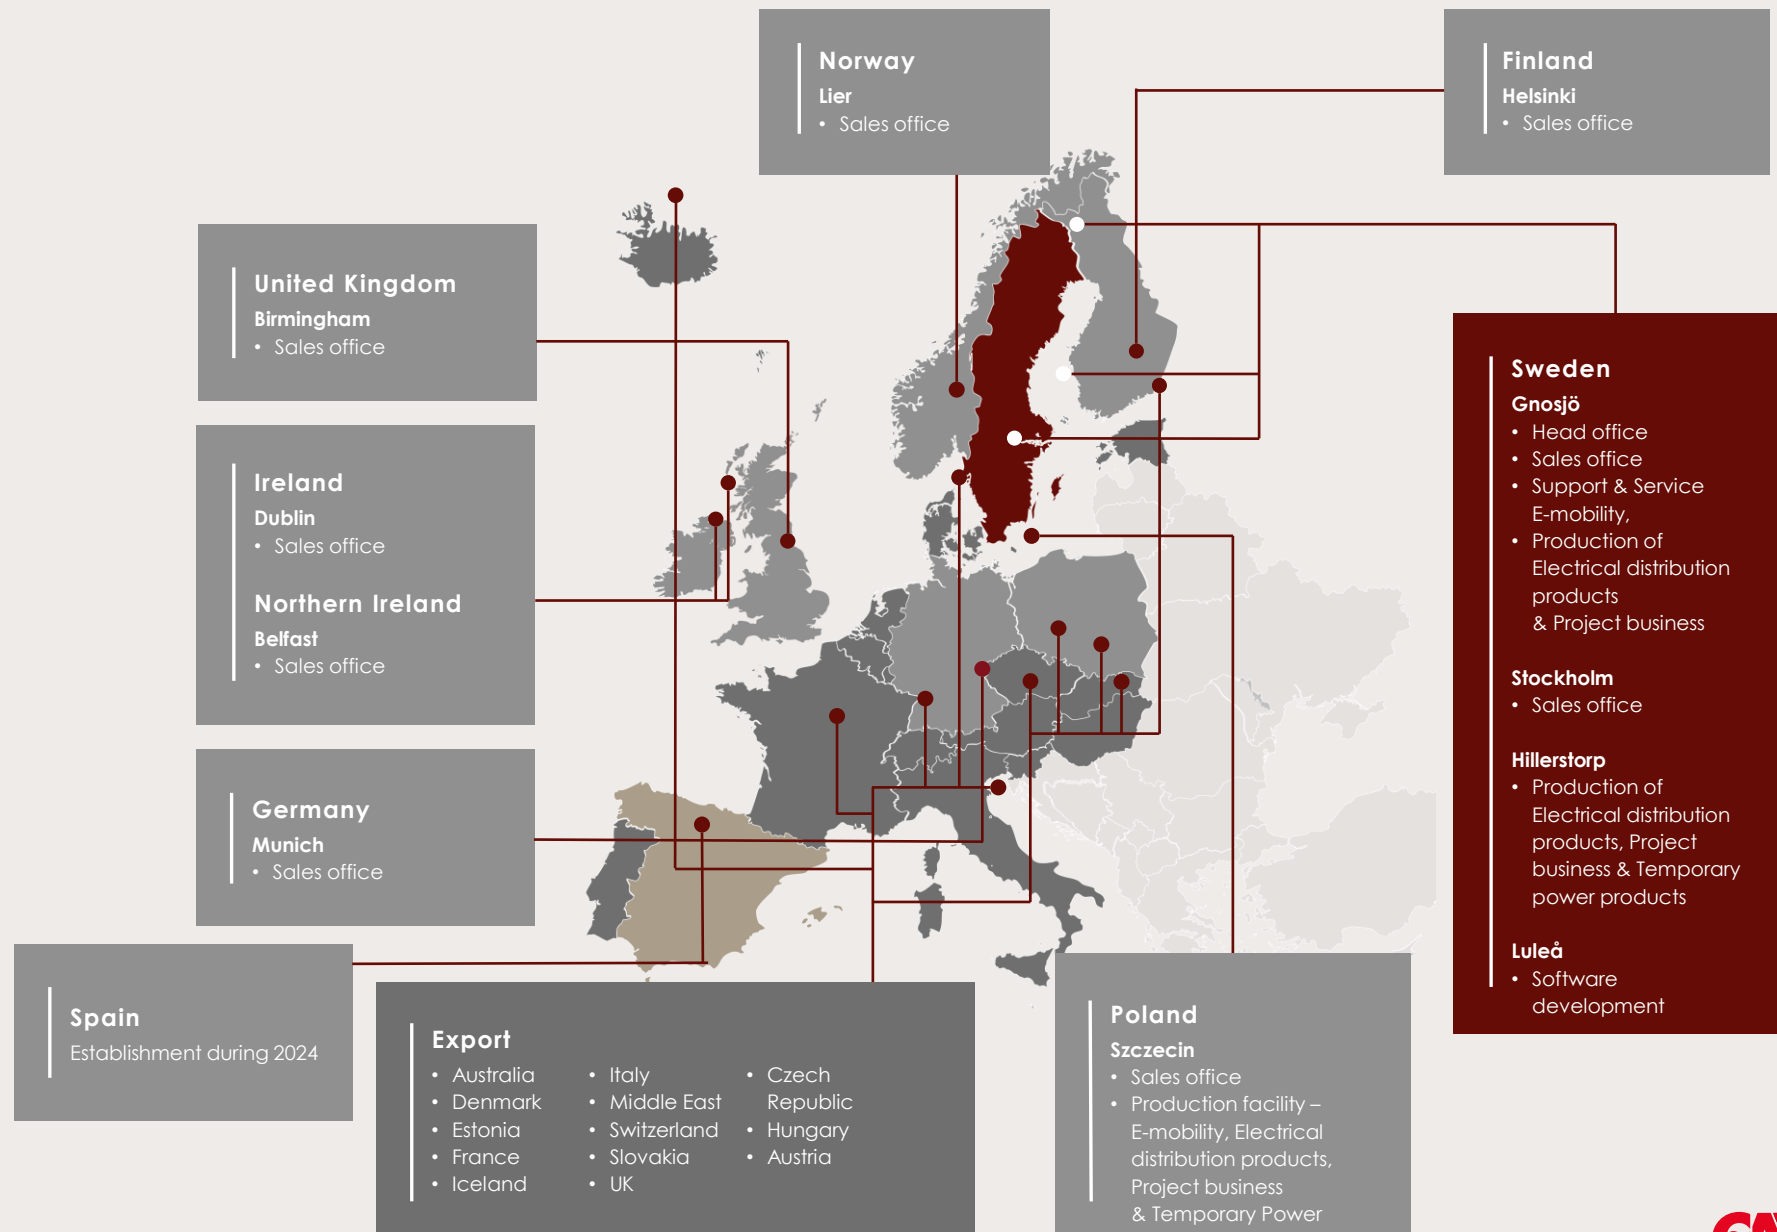 Norway
Lier
• Sales office
Finland
Helsinki
• Sales office
United Kingdom
Birmingham
• Sales office
Ireland
Dublin
• Sales office
Northern Ireland
Belfast
• Sales office
Germany
Munich
• Sales office
Spain
Establishment during 2024
Export
• Australia
• Denmark
• Estonia
• France
• Iceland
• Italy
• Middle East
• Switzerland
• Slovakia
• UK
• Czech
Republic
• Hungary
• Austria
Poland
Szczecin
• Sales office
• Production facility –
E-mobility, Electrical
distribution products,
Project business
& Temporary Power
Sweden
Gnosjö
• Head office
• Sales office
• Support & Service
E-mobility,
• Production of
Electrical distribution
products
& Project business
Stockholm
• Sales office
Hillerstorp
• Production of
Electrical distribution
products, Project
business & Temporary
power products
Luleå
• Software
development